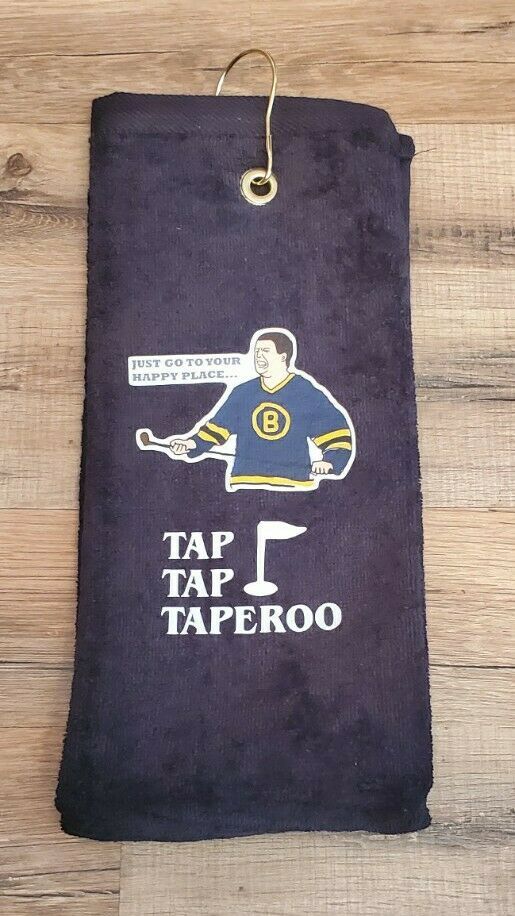 JUST GO TO YOUR
HAPPY PLACE...
B
TAP
TAP
TAPEROO